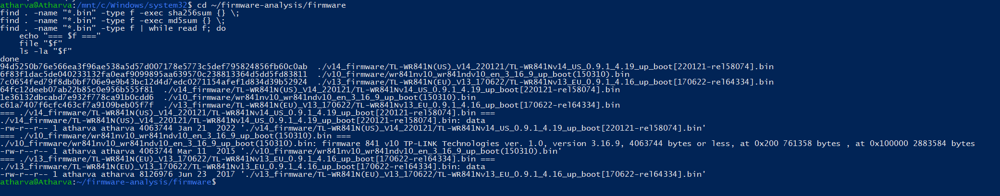 atharva@Atharva:/mnt/c/Windows/system32$ cd ~/firmware-analysis/firmware
find . -name "*.bin" -type f -exec sha256sum {} \;
find . -name "*.bin" -type f -exec md5sum {} \;
find . -name "*.bin" -type f | while read f; do
    echo "=== $f ==="
    file "$f"
    ls -la "$f"
done
94d5250b76e566ea3f96ae538a5d57d007178e5773c5def795824856fb60c0ab  ./v14_firmware/TL-WR841N(US)_V14_220121/TL-WR841Nv14_US_0.9.1_4.19_up_boot[220121-rel58074].bin
6f83f1dac5de040233132fa0eaf9099895aa639570c238813364d5dd5fd83811  ./v10_firmware/wr841nv10_wr841ndv10_en_3_16_9_up_boot(150310).bin
7c0654fed79f8db0bf706e9e9b43bc12d4d7edc0271154afef1d834d39b52924  ./v13_firmware/TL-WR841N(EU)_V13_170622/TL-WR841Nv13_EU_0.9.1_4.16_up_boot[170622-rel64334].bin
64fc12deeb07ab22b85c0e956b555f81  ./v14_firmware/TL-WR841N(US)_V14_220121/TL-WR841Nv14_US_0.9.1_4.19_up_boot[220121-rel58074].bin
1e36132dbcabd7e932f778ca91b0cdd6  ./v10_firmware/wr841nv10_wr841ndv10_en_3_16_9_up_boot(150310).bin
c61a7407f6cfc463cf7a9109beb05f7f  ./v13_firmware/TL-WR841N(EU)_V13_170622/TL-WR841Nv13_EU_0.9.1_4.16_up_boot[170622-rel64334].bin
=== ./v14_firmware/TL-WR841N(US)_V14_220121/TL-WR841Nv14_US_0.9.1_4.19_up_boot[220121-rel58074].bin ===
./v14_firmware/TL-WR841N(US)_V14_220121/TL-WR841Nv14_US_0.9.1_4.19_up_boot[220121-rel58074].bin: data
-rw-r--r-- 1 atharva atharva 4063744 Jan 21  2022 './v14_firmware/TL-WR841N(US)_V14_220121/TL-WR841Nv14_US_0.9.1_4.19_up_boot[220121-rel58074].bin'
=== ./v10_firmware/wr841nv10_wr841ndv10_en_3_16_9_up_boot(150310).bin ===
./v10_firmware/wr841nv10_wr841ndv10_en_3_16_9_up_boot(150310).bin: firmware 841 v10 TP-LINK Technologies ver. 1.0, version 3.16.9, 4063744 bytes or less, at 0x200 761358 bytes , at 0x100000 2883584 bytes
-rw-r--r-- 1 atharva atharva 4063744 Mar 11  2015 './v10_firmware/wr841nv10_wr841ndv10_en_3_16_9_up_boot(150310).bin'
=== ./v13_firmware/TL-WR841N(EU)_V13_170622/TL-WR841Nv13_EU_0.9.1_4.16_up_boot[170622-rel64334].bin ===
./v13_firmware/TL-WR841N(EU)_V13_170622/TL-WR841Nv13_EU_0.9.1_4.16_up_boot[170622-rel64334].bin: data
-rw-r--r-- 1 atharva atharva 8126976 Jun 23  2017 './v13_firmware/TL-WR841N(EU)_V13_170622/TL-WR841Nv13_EU_0.9.1_4.16_up_boot[170622-rel64334].bin'
atharva@Atharva:~/firmware-analysis/firmware$